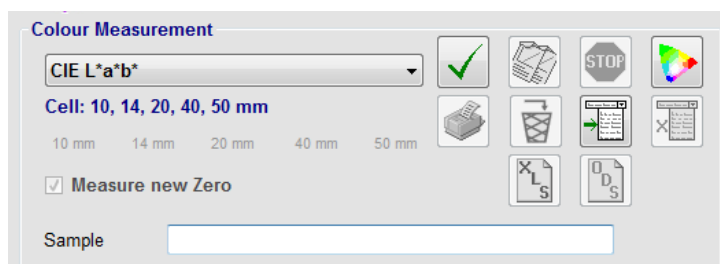 Colour Measurement
CIE L*a*b*
STOP
Cell: 10, 14, 20, 40, 50 mm
10 mm 14 mm 20 mm 40 mm 50 mm
X
Measure new Zero
XLS
ODS
Sample